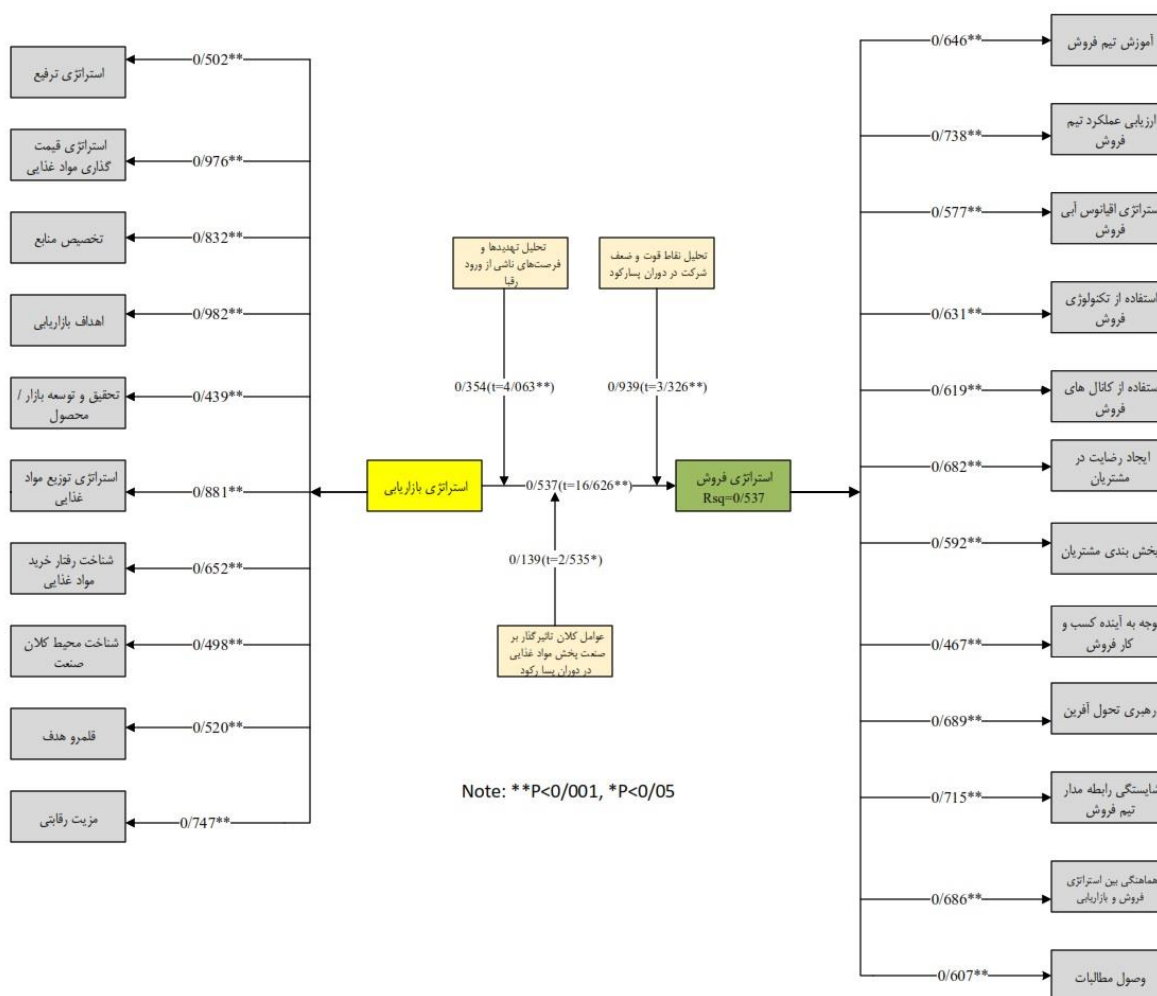 استراتژی ترفیع
0/502**
استراتژی قیمت
گذاری مواد غذایی
0/976**
تخصیص منابع
0/832**
اهداف بازاریابی
0/982**
تحقیق و توسعه بازار /
محصول
0/439**
استراتژی توزیع مواد
غذایی
0/881**
شناخت رفتار خرید
مواد غذایی
0/652**
شناخت محیط کلان
صنعت
0/498**
قلمرو هدف
0/520**
مزیت رقابتی
0/747**
تحلیل تهدیدها و
فرصت‌های ناشی از ورود
رقبا
0/354(t=4/063**)
تحلیل نقاط قوت و ضعف
شرکت در دوران پسارکود
0/939(t=3/326**)
استراتژی بازاریابی
0/537(t=16/626**)
استراتژی فروش
Rsq=0/537
0/139(t=2/535*)
عوامل کلان تاثیرگذار بر
صنعت پخش مواد غذایی
در دوران پسا رکود
Note: **P<0/001, *P<0/05
0/646**
آموزش تیم فروش
0/738**
ارزیابی عملکرد تیم
فروش
0/577**
ستراتژی اقیانوس آبی
فروش
0/631**
ستفاده از تکنولوژی
فروش
0/619**
ستفاده از کانال های
فروش
0/682**
ایجاد رضایت در
مشتریان
0/592**
بخش بندی مشتریان
0/467**
وجه به آینده کسب و
کار فروش
0/689**
رهبری تحول آفرین
0/715**
شایستگی رابطه مدار
تیم فروش
0/686**
هماهنگی بین استراتژی
فروش و بازاریابی
0/607**
وصول مطالبات